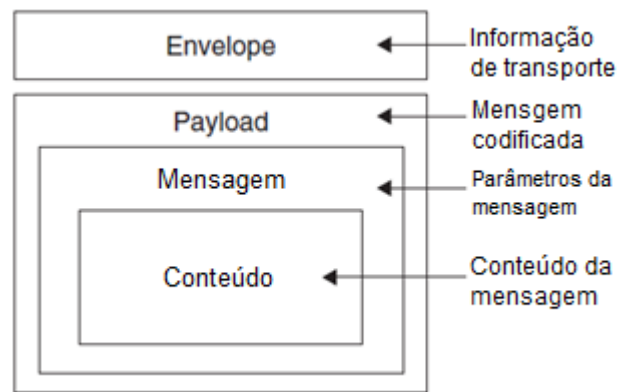 Envelope
Informação
de transporte
Payload
Mensgem
codificada
Mensagem
Parâmetros da
mensagem
Conteúdo
Conteúdo da
mensagem